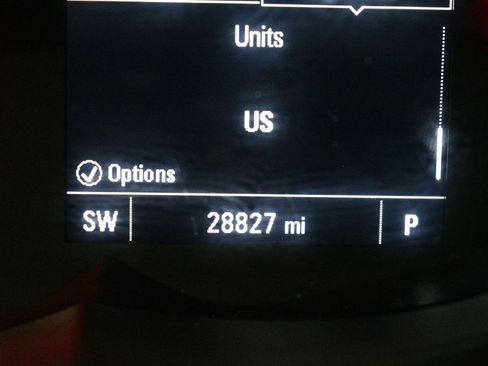 Units
US
Options
SW 28827 mi P